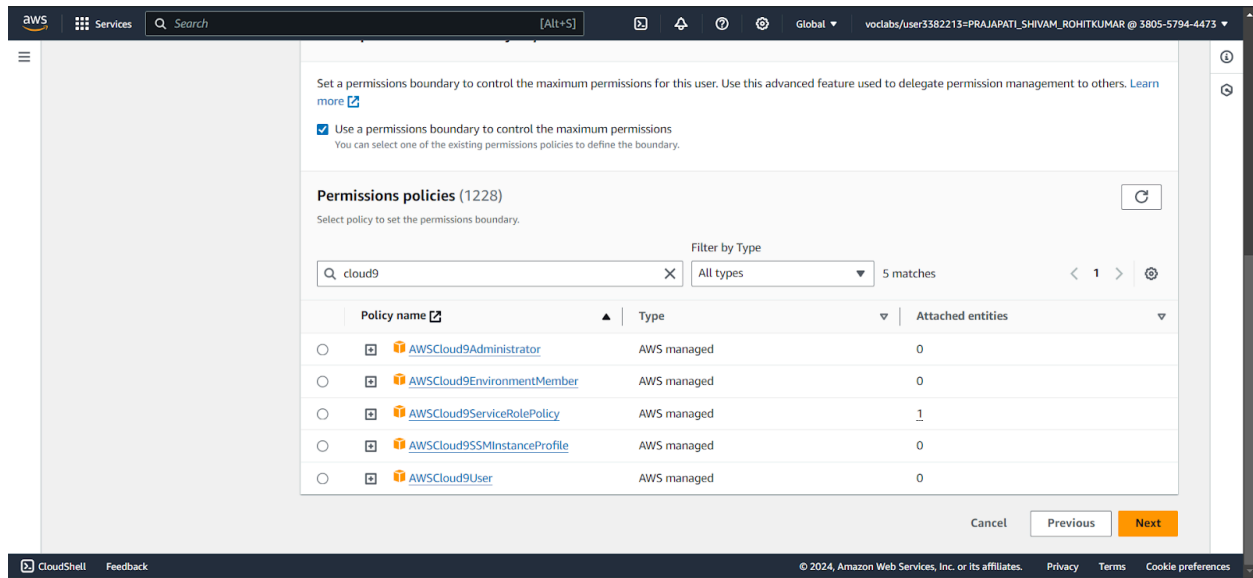 aws Services Search [Alt+S] Global voclabs/user3382213=PRAJAPATI_SHIVAM_ROHITKUMAR @ 3805-5794-4473
Set a permissions boundary to control the maximum permissions for this user. Use this advanced feature used to delegate permission management to others. Learn
more
Use a permissions boundary to control the maximum permissions
You can select one of the existing permissions policies to define the boundary.
Permissions policies (1228)
Select policy to set the permissions boundary.
Filter by Type
cloud9 All types 5 matches 1
Policy name Type Attached entities
AWSCloud9Administrator AWS managed 0
AWSCloud9EnvironmentMember AWS managed 0
AWSCloud9ServiceRolePolicy AWS managed 1
AWSCloud9SSMInstanceProfile AWS managed 0
AWSCloud9User AWS managed 0
Cancel Previous Next
CloudShell Feedback © 2024, Amazon Web Services, Inc. or its affiliates. Privacy Terms Cookie preferences